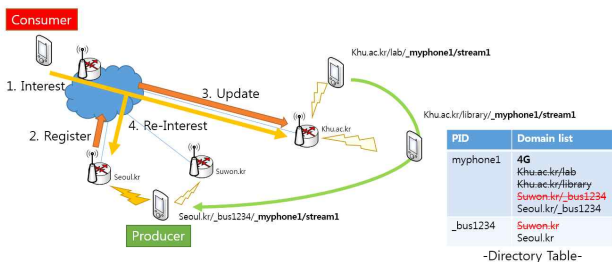 Consumer
Khu.ac.kr/lab/_myphone1/stream1
1. Interest
3. Update
Khu.ac.kr/library/_myphone1/stream1
2. Register
4. Re-Interest
Khu.ac.kr
Seoul.kr
Suwon.kr
Seoul.kr/_bus1234/_myphone1/stream1
Producer
PID Domain list
myphone1 4G
Khu.ac.kr/lab
Khu.ac.kr/library
Suwon.kr/_bus1234
Seoul.kr/_bus1234
_bus1234 Suwon.kr
Seoul.kr
-Directory Table-